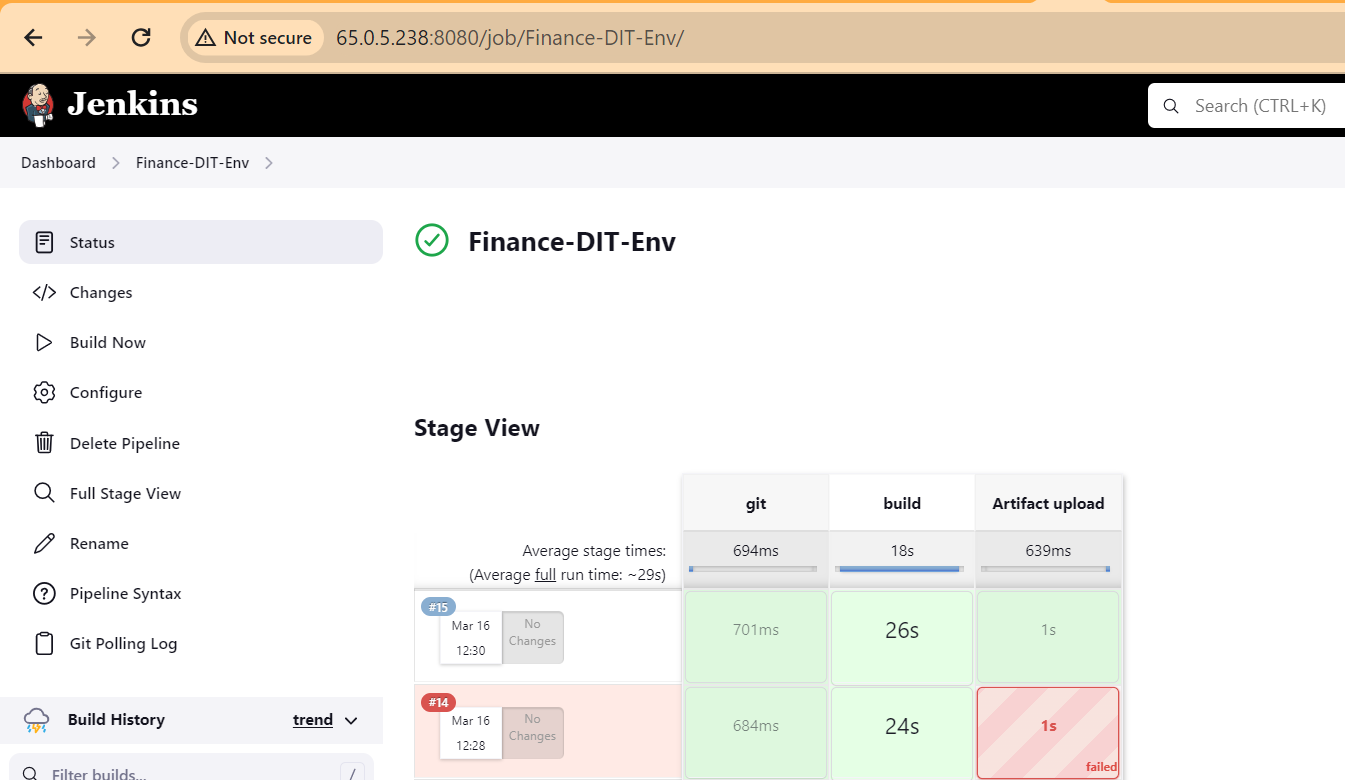 Not secure 65.0.5.238:8080/job/Finance-DIT-Env/
Jenkins
Search (CTRL+K)
Dashboard Finance-DIT-Env
Status
Changes
Build Now
Configure
Delete Pipeline
Full Stage View
Rename
Pipeline Syntax
Git Polling Log
Build History trend
Filter builds... /
Finance-DIT-Env
Stage View
git build Artifact upload
Average stage times: 694ms 18s 639ms
(Average full run time: ~29s)
#15
Mar 16 No
12:30 Changes
701ms 26s 1s
#14
Mar 16 No
12:28 Changes
684ms 24s 1s
failed